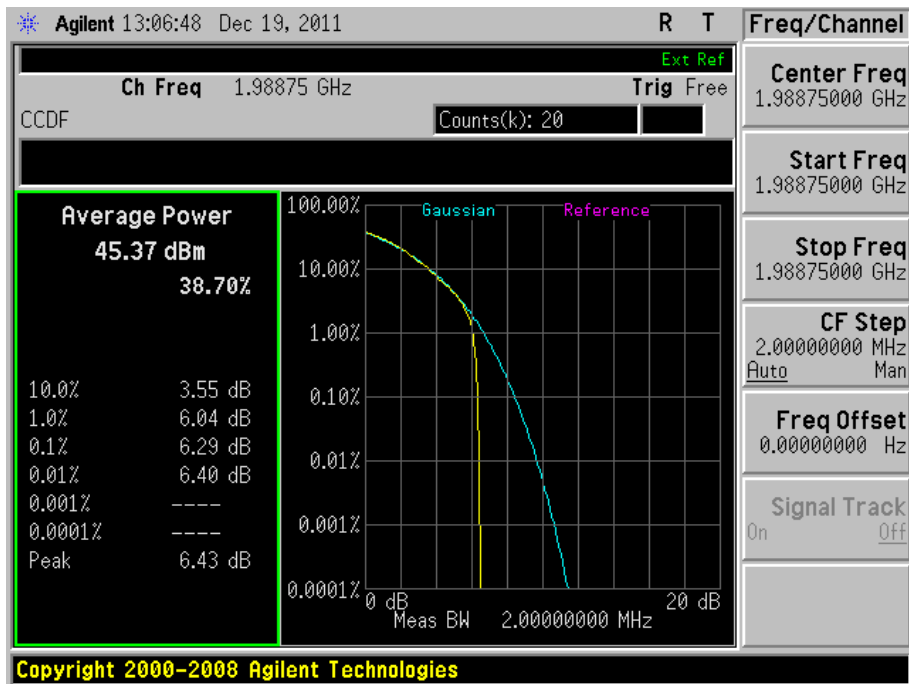 Agilent 13:06:48 Dec 19, 2011 R T Freq/Channel
Ext Ref
Ch Freq 1.98875 GHz Trig Free
CCDF Counts(k): 20
Center Freq
1.98875000 GHz
Start Freq
1.98875000 GHz
Stop Freq
1.98875000 GHz
CF Step
2.00000000 MHz
Auto Man
Freq Offset
0.00000000 Hz
Signal Track
On Off
Average Power
45.37 dBm
38.70%
10.0% 3.55 dB
1.0% 6.04 dB
0.1% 6.29 dB
0.01% 6.40 dB
0.001% ----
0.0001% ----
Peak 6.43 dB
Gaussian Reference
100.00%
10.00%
1.00%
0.10%
0.01%
0.001%
0.0001%
0 dB 20 dB
Meas BW 2.00000000 MHz
Copyright 2000-2008 Agilent Technologies